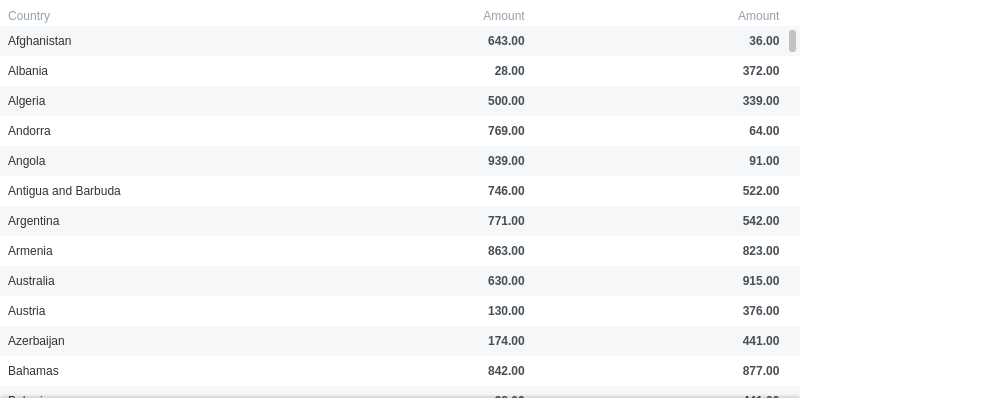 Country Amount Amount
Afghanistan 643.00 36.00
Albania 28.00 372.00
Algeria 500.00 339.00
Andorra 769.00 64.00
Angola 939.00 91.00
Antigua and Barbuda 746.00 522.00
Argentina 771.00 542.00
Armenia 863.00 823.00
Australia 630.00 915.00
Austria 130.00 376.00
Azerbaijan 174.00 441.00
Bahamas 842.00 877.00